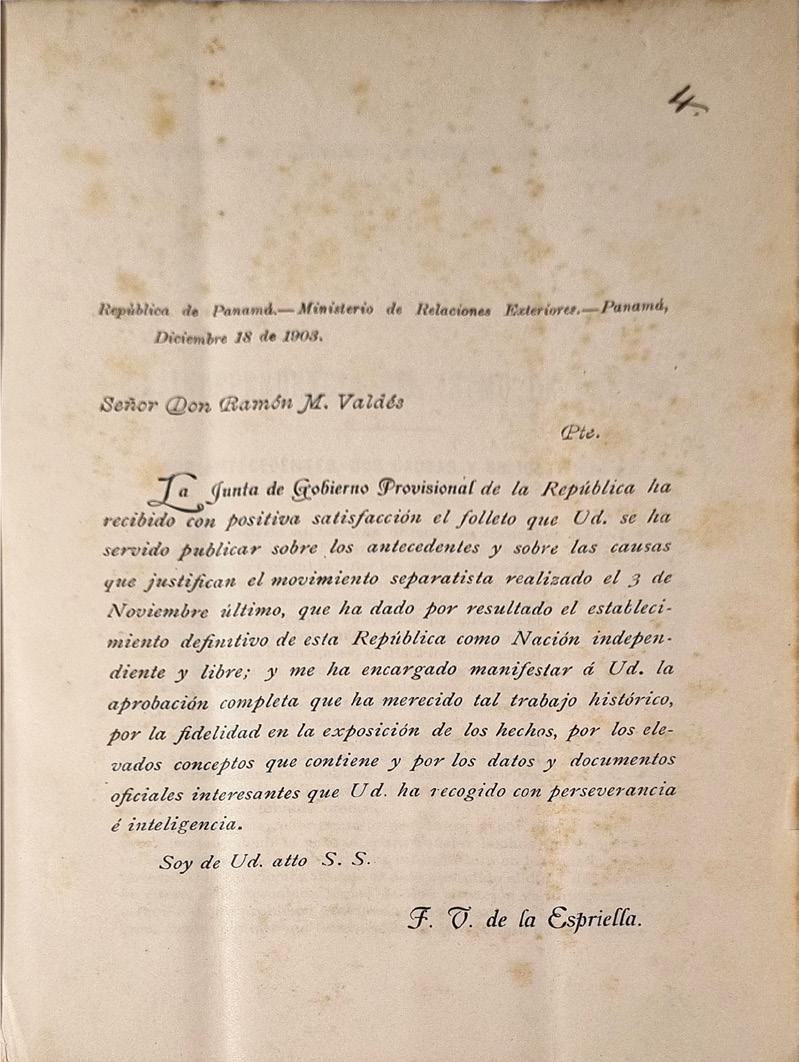 4.
República de Panamá.—Ministerio de Relaciones Exteriores.—Panamá,
Diciembre 18 de 1903.
Señor Don Ramón M. Valdés
Pte.
La Junta de Gobierno Provisional de la República ha
recibido con positiva satisfacción el folleto que Ud. se ha
servido publicar sobre los antecedentes y sobre las causas
que justifican el movimiento separatista realizado el 3 de
Noviembre último, que ha dado por resultado el estableci-
miento definitivo de esta República como Nación indepen-
diente y libre; y me ha encargado manifestar á Ud. la
aprobación completa que ha merecido tal trabajo histórico,
por la fidelidad en la exposición de los hechos, por los ele-
vados conceptos que contiene y por los datos y documentos
oficiales interesantes que Ud. ha recogido con perseverancia
é inteligencia.
Soy de Ud. atto S. S.
F. V. de la Espriella.